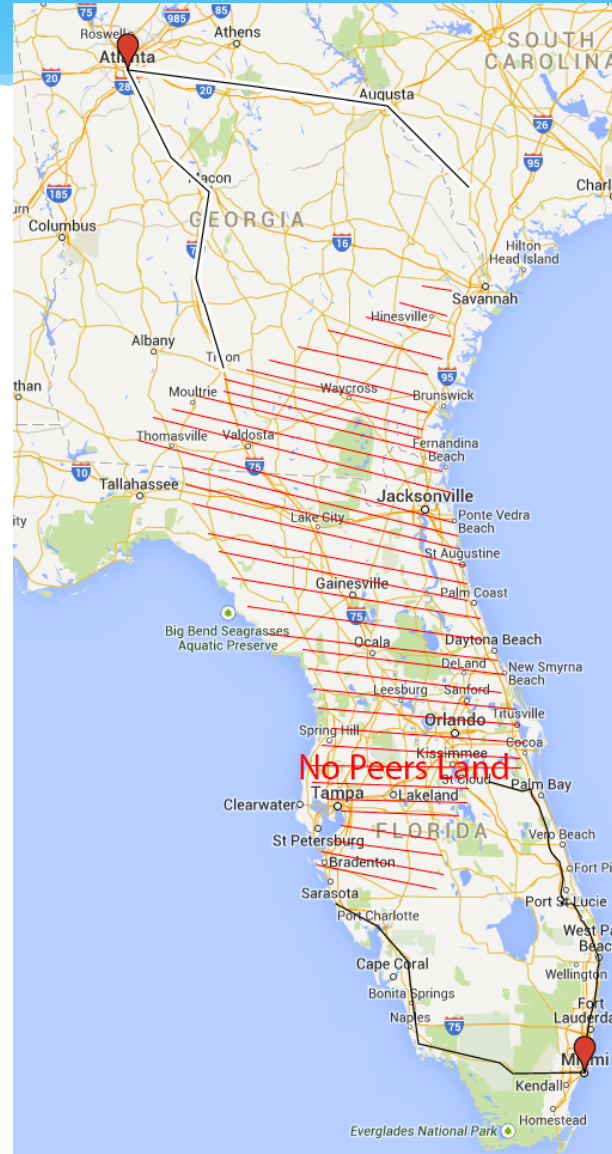 985
85
Roswell
Athens
SOUTH
CAROLINA
Atlanta
20
28
20
Augusta
26
95
185
Macon
GEORGIA
Columbus
16
Hilton
Head Island
Savannah
Hinesville
Albany
Tifton
95
Moultrie
Waycross
Brunswick
Thomasville
Valdosta
Fernandina
Beach
10
75
Tallahassee
Jacksonville
Lake City
Ponte Vedra
Beach
St Augustine
Gainesville
Palm Coast
75
Big Bend Seagrasses
Aquatic Preserve
Ocala
Daytona Beach
DeLand
New Smyrna
Beach
Leesburg
Sanford
Titusville
Orlando
Spring Hill
Cocoa
Kissimmee
No Peers Land
St Cloud
Palm Bay
Tampa
Lakeland
Clearwater
FLORIDA
St Petersburg
Vero Beach
Bradenton
Fort Pi
Sarasota
Port St Lucie
Port Charlotte
West Pa
Beac
Cape Coral
Wellington
Bonita Springs
Fort
Lauderda
Naples
75
Miami
Kendall
Homestead
Everglades National Park